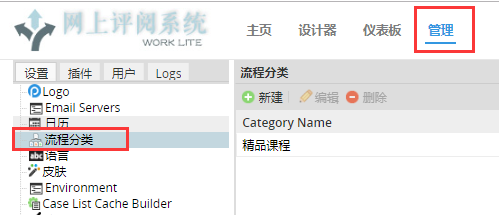 网上评阅系统
WORK LITE
主页 设计器 仪表板 管理
设置 插件 用户 Logs
Logo
Email Servers
日历
流程分类
语言
皮肤
Environment
Case List Cache Builder
流程分类
新建 编辑 删除
Category Name
精品课程